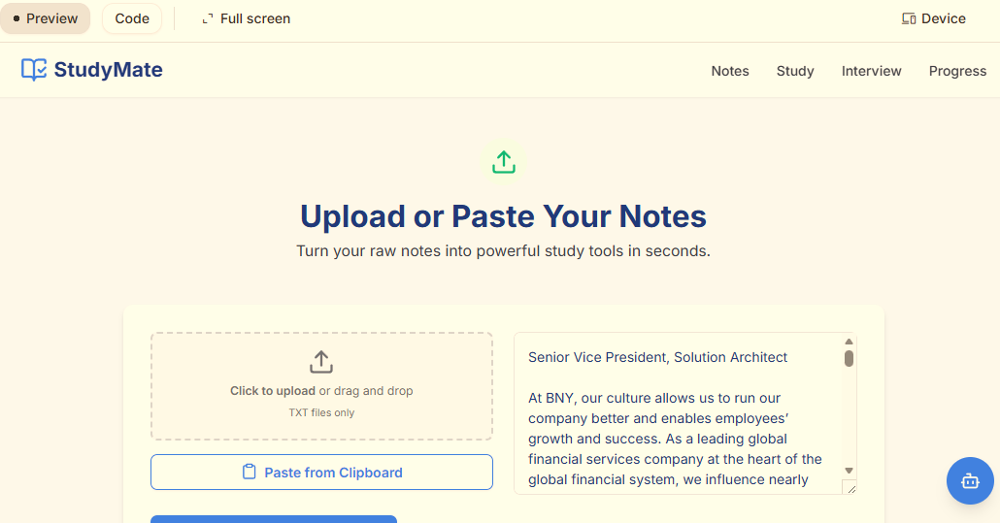 Preview
Code
Full screen
Device
StudyMate
Notes
Study
Interview
Progress
Upload or Paste Your Notes
Turn your raw notes into powerful study tools in seconds.
Click to upload or drag and drop
TXT files only
Paste from Clipboard
Senior Vice President, Solution Architect
At BNY, our culture allows us to run our
company better and enables employees’
growth and success. As a leading global
financial services company at the heart of the
global financial system, we influence nearly